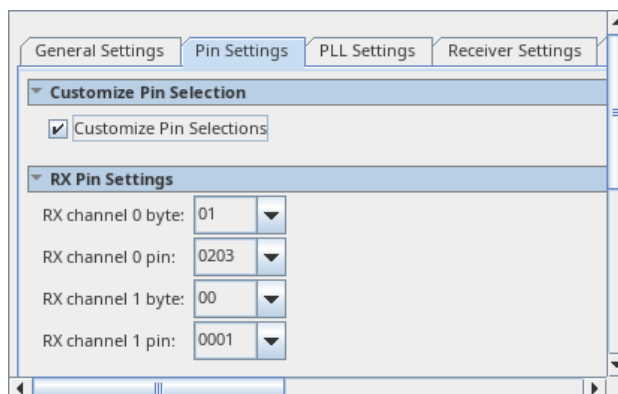 General Settings Pin Settings PLL Settings Receiver Settings
Customize Pin Selection
Customize Pin Selections
RX Pin Settings
RX channel 0 byte: 01
RX channel 0 pin: 0203
RX channel 1 byte: 00
RX channel 1 pin: 0001